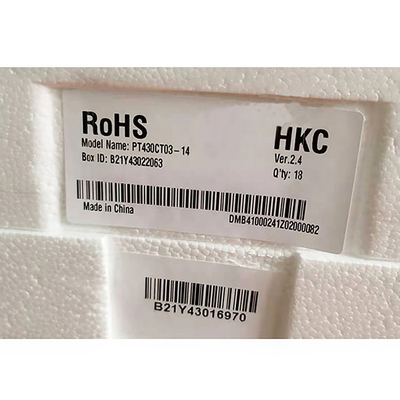 RoHS
HKC
Model Name: PT430CT03-14
Ver.2.4
Box ID: B21Y43022063
Q'ty: 18
Made in China
DMB41000241Z02000082
B21Y43016970